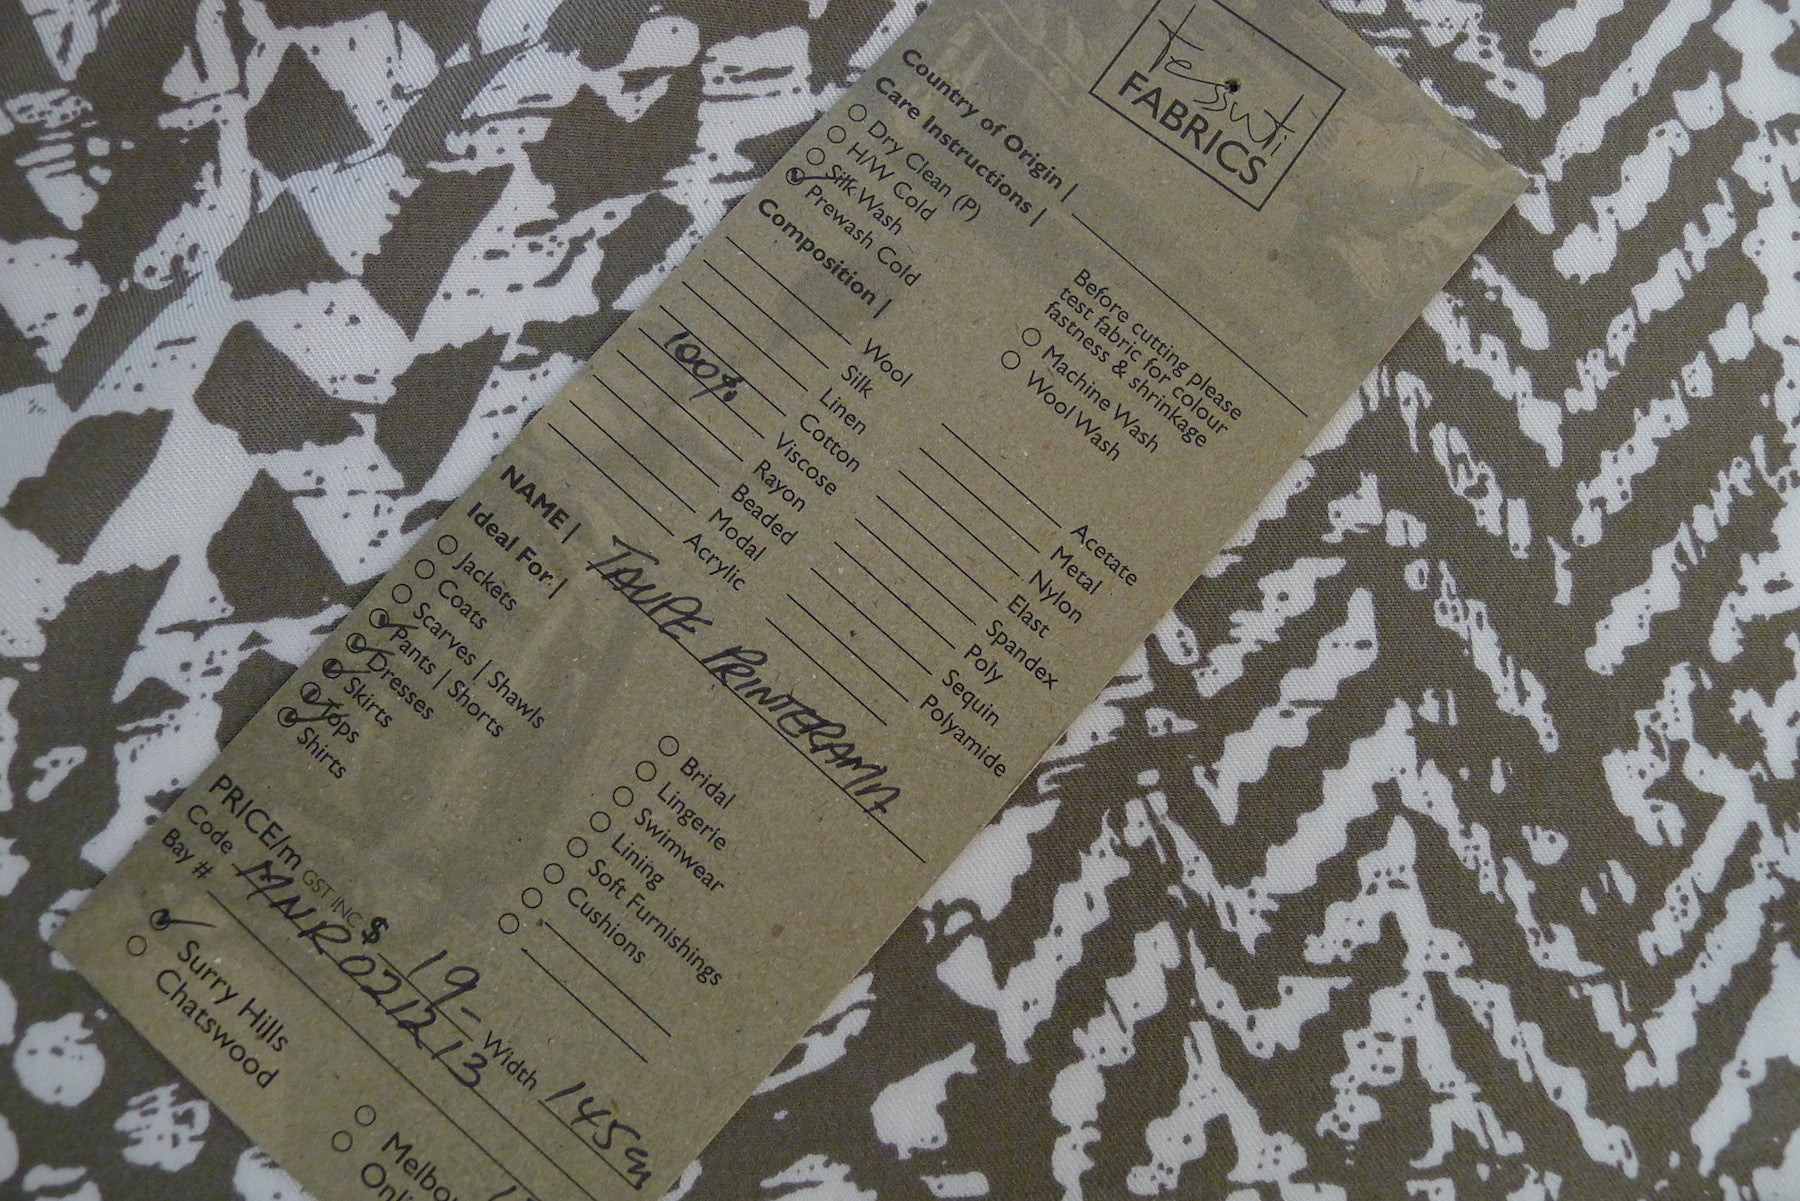 Tessuti
FABRICS
Country of Origin |
Care Instructions |
Dry Clean (P)
H/W Cold
Silk Wash
Prewash Cold
Before cutting please
test fabric for colour
fastness & shrinkage
Machine Wash
Wool Wash
Composition |
Wool
Silk
Linen
Cotton
100% Viscose
Rayon
Beaded
Modal
Acrylic
Acetate
Metal
Nylon
Elast
Spandex
Poly
Sequin
Polyamide
NAME | TAUPE PRINTERAMA
Ideal For |
Jackets
Coats
Scarves | Shawls
Pants | Shorts
Dresses
Skirts
Tops
Shirts
Bridal
Lingerie
Swimwear
Lining
Soft Furnishings
Cushions
PRICE/m GST INC $ 19- Width 145cm
Code MNR021213
Bay #
Surry Hills
Chatswood